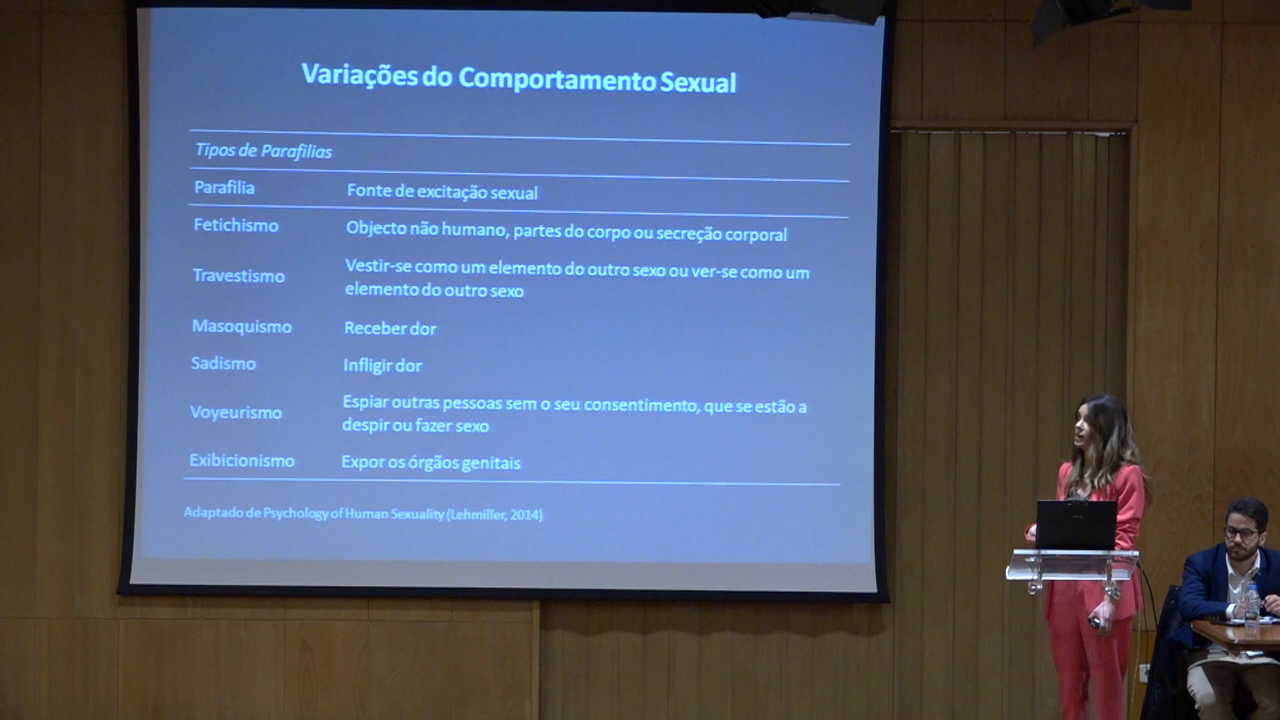 Variações do Comportamento Sexual
Tipos de Parafilias
Parafilia Fonte de excitação sexual
Fetichismo Objecto não humano, partes do corpo ou secreção corporal
Travestismo Vestir-se como um elemento do outro sexo ou ver-se como um
elemento do outro sexo
Masoquismo Receber dor
Sadismo Infligir dor
Voyeurismo Espiar outras pessoas sem o seu consentimento, que se estão a
despir ou fazer sexo
Exibicionismo Expor os órgãos genitais
Adaptado de Psychology of Human Sexuality (Lehmiller, 2014)